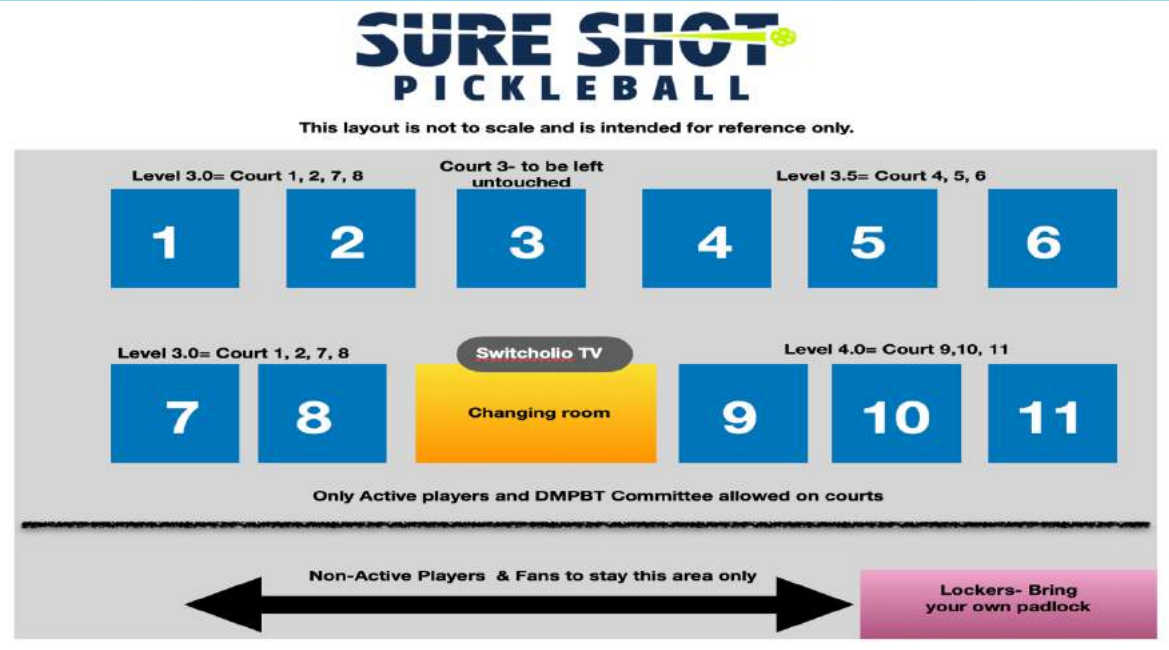 SURE SHOT
PICKLEBALL
This layout is not to scale and is intended for reference only.
Level 3.0= Court 1, 2, 7, 8
Court 3- to be left
untouched
Level 3.5= Court 4, 5, 6
1
2
3
4
5
6
Level 3.0= Court 1, 2, 7, 8
Switcholio TV
Level 4.0= Court 9,10, 11
7
8
Changing room
9
10
11
Only Active players and DMPBT Committee allowed on courts
Non-Active Players & Fans to stay this area only
Lockers- Bring
your own padlock